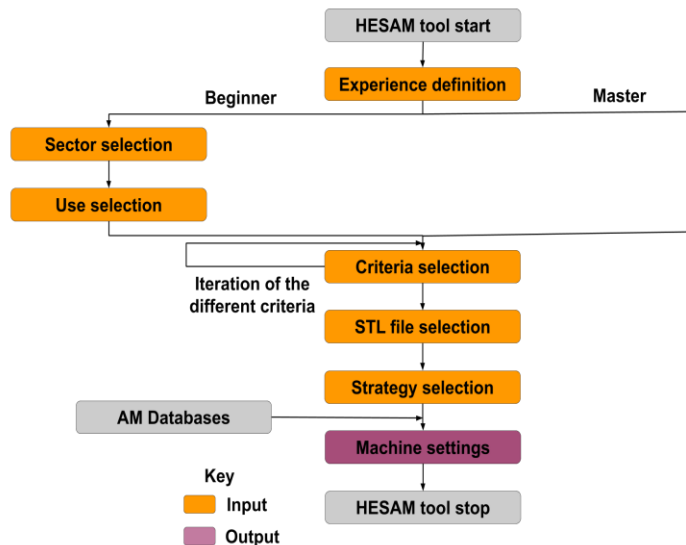 HESAM tool start
Experience definition
Beginner
Master
Sector selection
Use selection
Criteria selection
Iteration of the
different criteria
STL file selection
Strategy selection
AM Databases
Machine settings
Key
Input
HESAM tool stop
Output